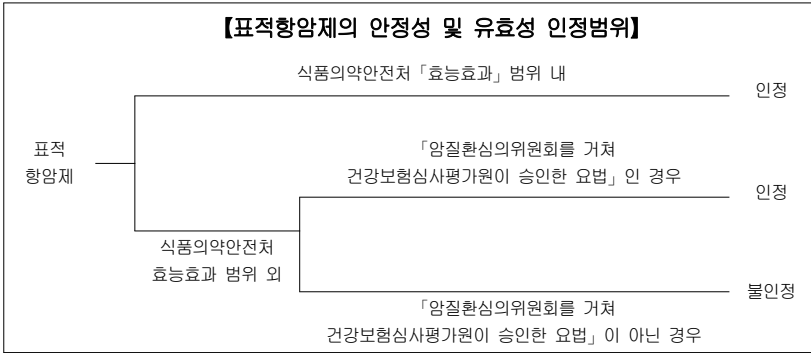 【표적항암제의 안정성 및 유효성 인정범위】
식품의약안전처「효능효과」범위 내
인정
표적
항암제
「암질환심의위원회를 거쳐
건강보험심사평가원이 승인한 요법」인 경우
인정
식품의약안전처
효능효과 범위 외
불인정
「암질환심의위원회를 거쳐
건강보험심사평가원이 승인한 요법」이 아닌 경우